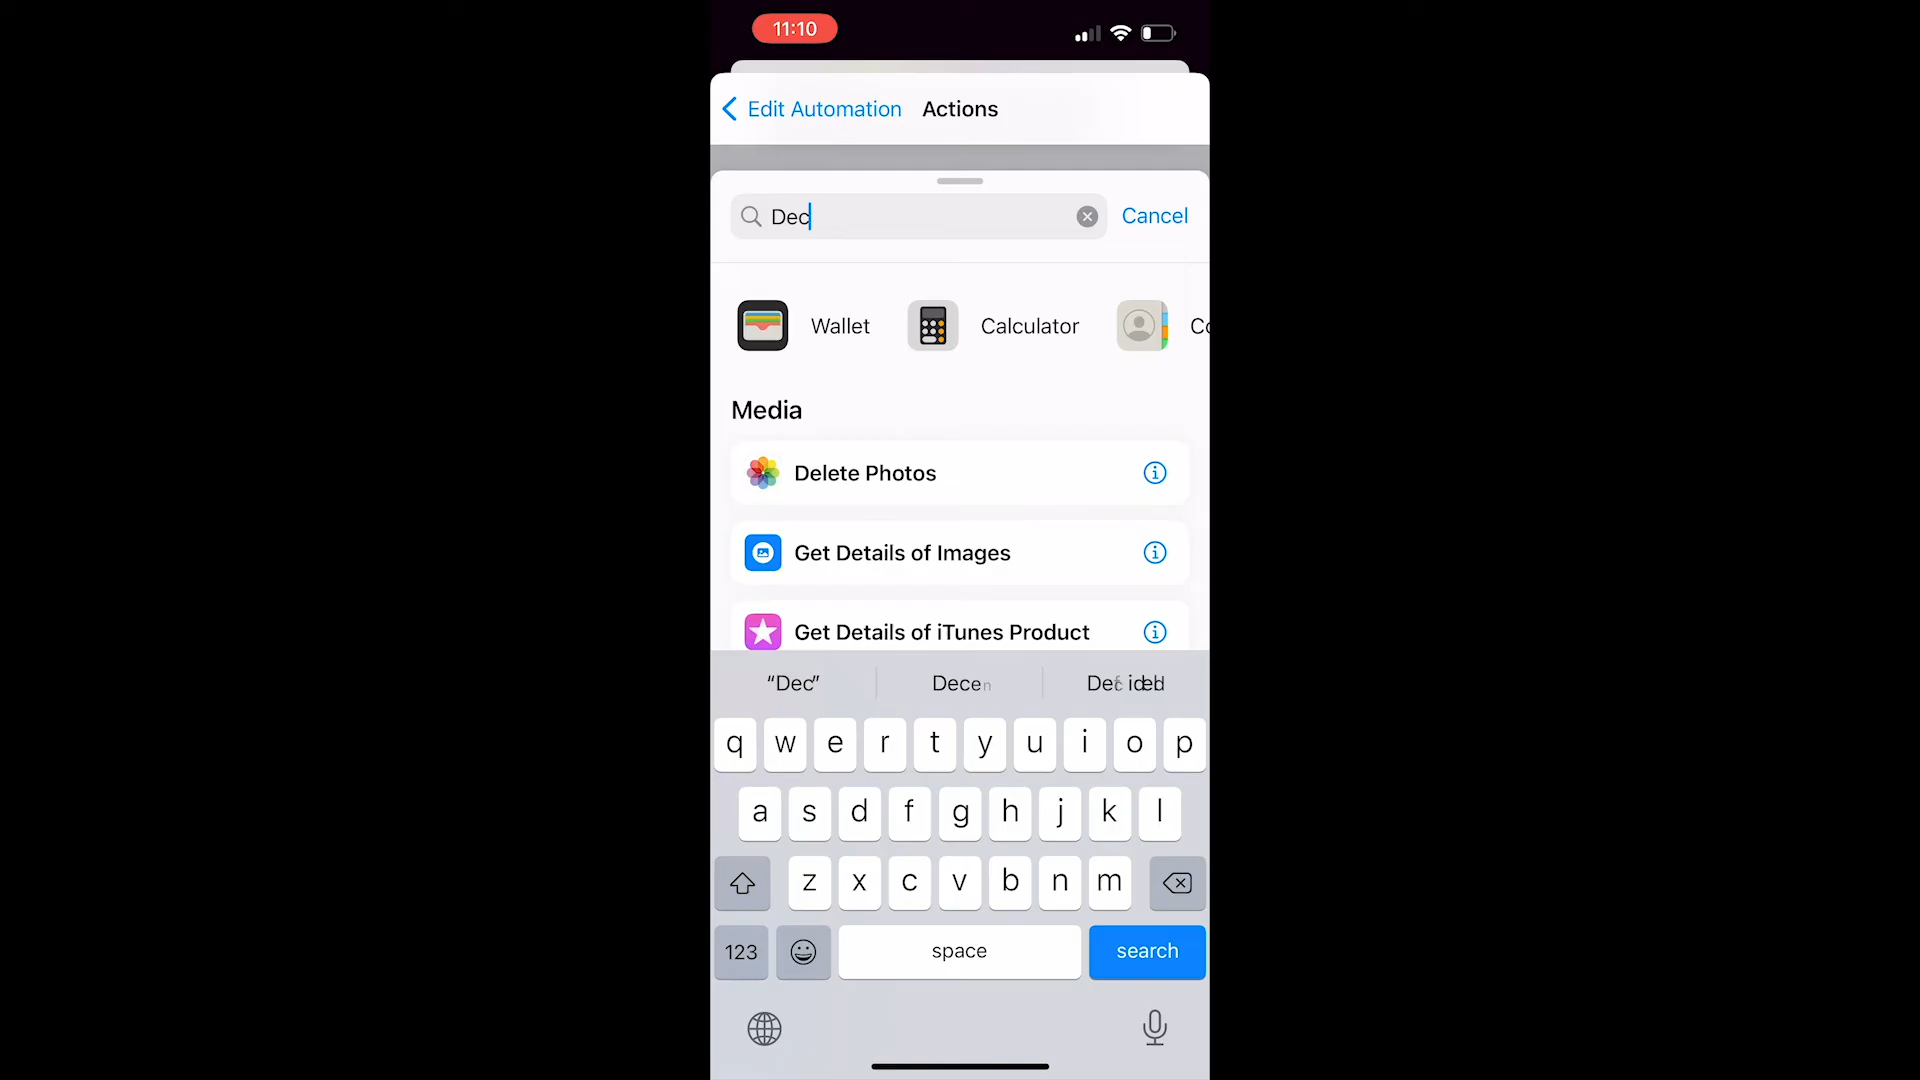 11:10
Edit Automation Actions
Dec Cancel
Wallet Calculator Co
Media
Delete Photos
Get Details of Images
Get Details of iTunes Product
“Dec”
q w e r t y u i o p
a s d f g h j k l
z x c v b n m
123 space search